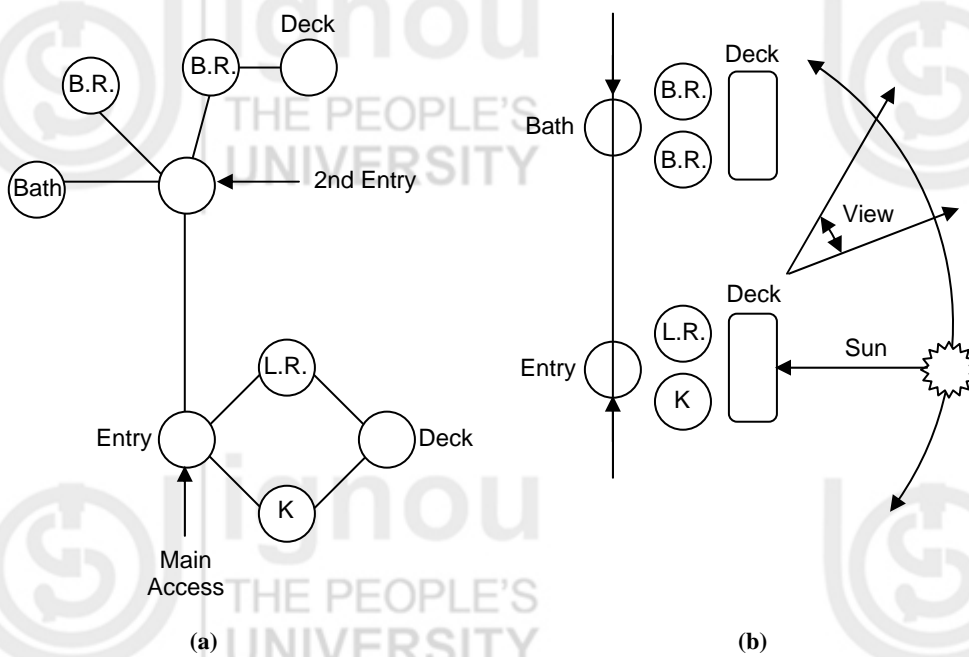 Deck
B.R.
B.R.
Bath
2nd Entry
L.R.
Entry
Deck
K
Main
Access
(a)
Deck
B.R.
Bath
B.R.
View
Deck
L.R.
Sun
Entry
K
(b)
ignou
THE PEOPLE'S
UNIVERSITY
ignou
THE PEOPLE'S
UNIVERSITY